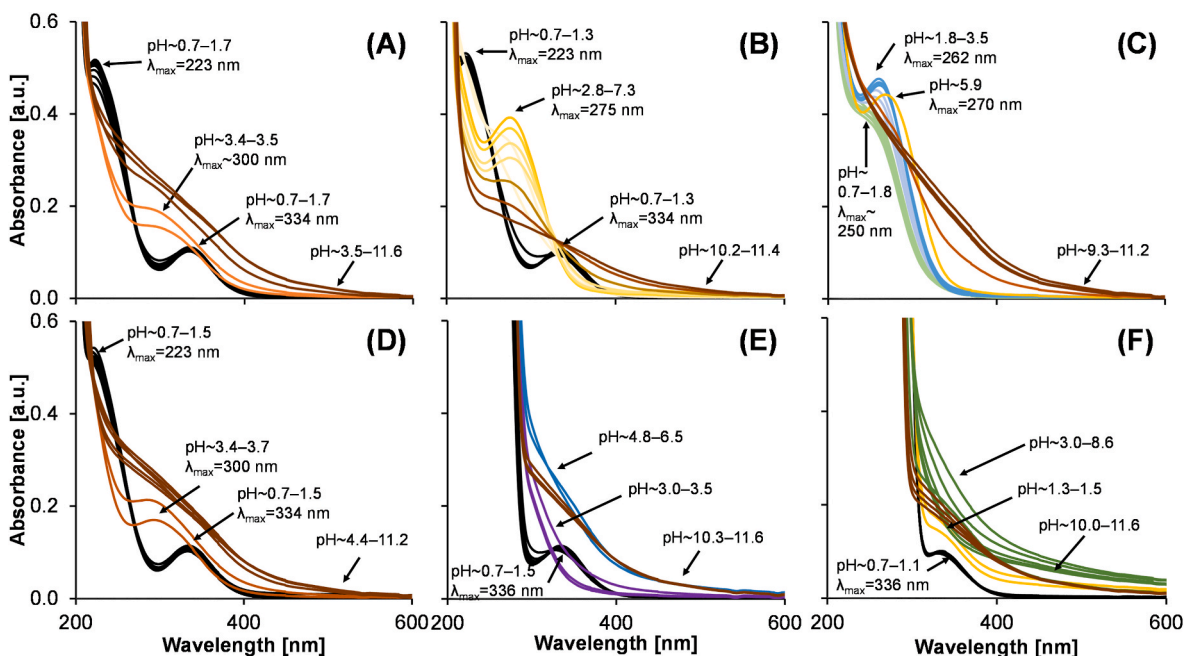 0.6
0.4
0.2
0.0
Absorbance [a.u.]
(A)
pH~0.7–1.7
λmax=223 nm
pH~3.4–3.5
λmax~300 nm
pH~0.7–1.7
λmax=334 nm
pH~3.5–11.6
(B)
pH~0.7–1.3
λmax=223 nm
pH~2.8–7.3
λmax=275 nm
pH~0.7–1.3
λmax=334 nm
pH~10.2–11.4
600
(C)
pH~1.8–3.5
λmax=262 nm
pH~5.9
λmax=270 nm
pH~
0.7–1.8
λmax~
250 nm
pH~9.3–11.2
200
400
600
0.6
0.4
0.2
0.0
Absorbance [a.u.]
(D)
pH~0.7–1.5
λmax=223 nm
pH~3.4–3.7
λmax=300 nm
pH~0.7–1.5
λmax=334 nm
pH~4.4–11.2
200
400
600
Wavelength [nm]
(E)
pH~4.8–6.5
pH~3.0–3.5
pH~0.7–1.5
λmax=336 nm
pH~10.3–11.6
200
400
600
Wavelength [nm]
(F)
pH~3.0–8.6
pH~1.3–1.5
pH~10.0–11.6
pH~0.7–1.1
λmax=336 nm
200
400
600
Wavelength [nm]